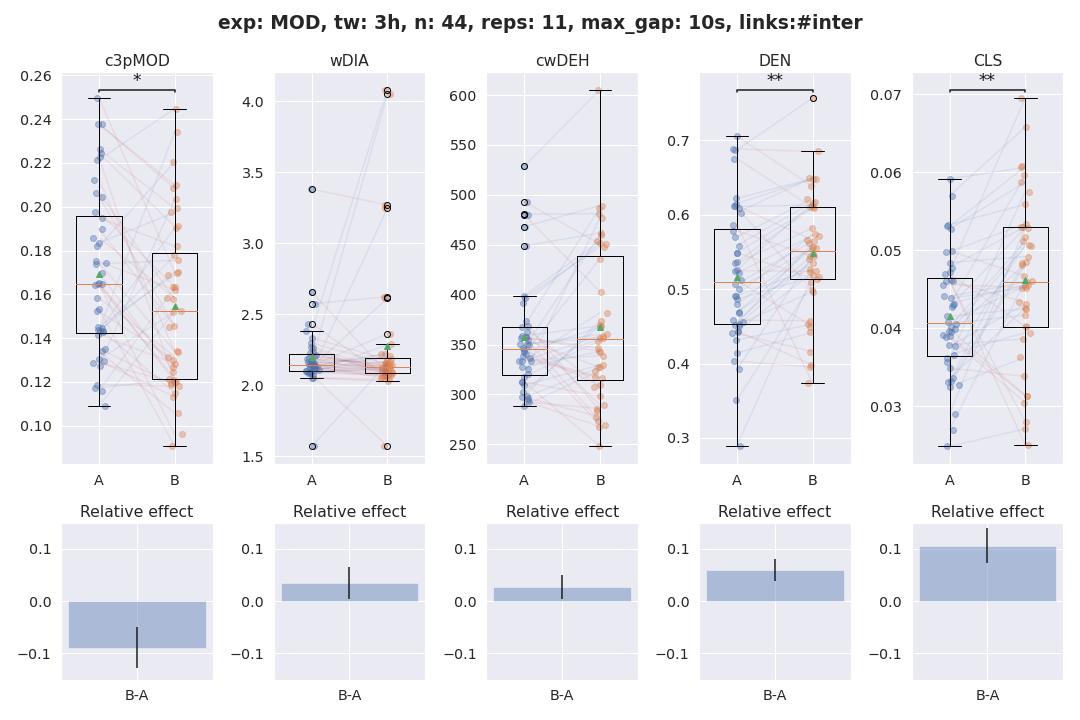 exp: MOD, tw: 3h, n: 44, reps: 11, max_gap: 10s, links:#inter
c3pMOD
wDIA
cwDEH
DEN
CLS
*
**
**
0.26
0.24
0.22
0.20
0.18
0.16
0.14
0.12
0.10
A B
4.0
3.5
3.0
2.5
2.0
1.5
A B
600
550
500
450
400
350
300
250
A B
0.7
0.6
0.5
0.4
0.3
A B
0.07
0.06
0.05
0.04
0.03
A B
Relative effect
0.1
0.0
−0.1
B-A
Relative effect
0.1
0.0
−0.1
B-A
Relative effect
0.1
0.0
−0.1
B-A
Relative effect
0.1
0.0
−0.1
B-A
Relative effect
0.1
0.0
−0.1
B-A